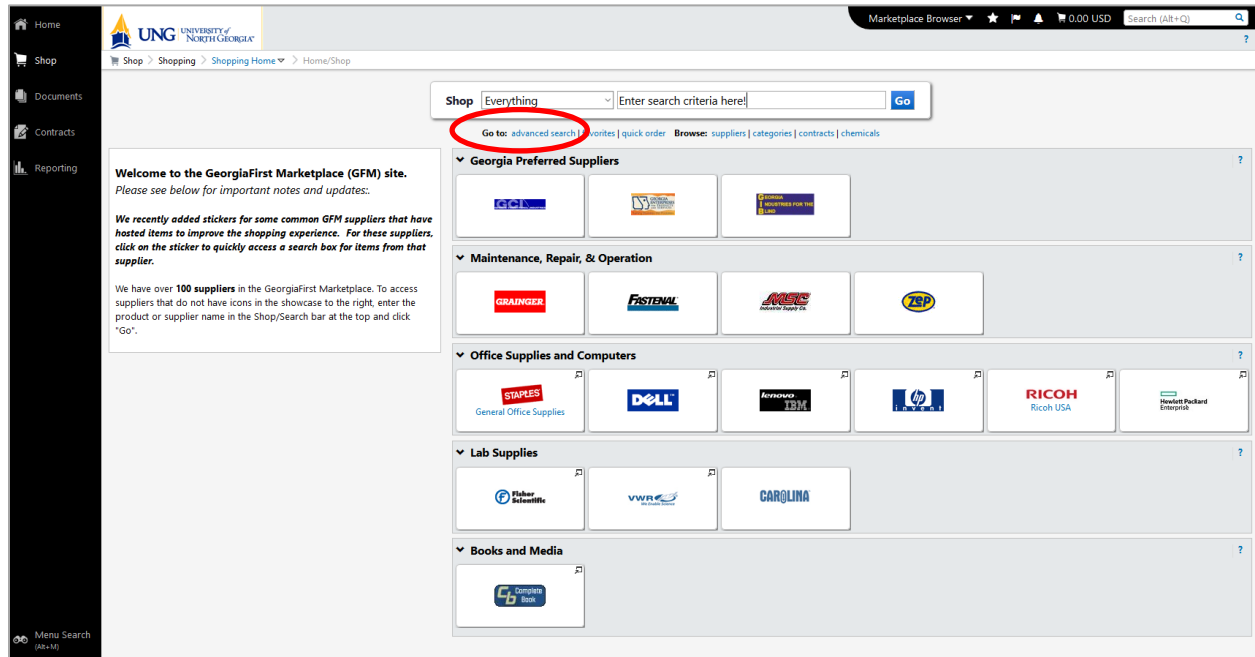 Home
Shop
Documents
Contracts
Reporting
Menu Search
(Alt+M)
UNG UNIVERSITY of
NORTH GEORGIA™
Marketplace Browser
0.00 USD
Search (Alt+Q)
?
Shop > Shopping > Shopping Home > Home/Shop
Shop Everything Enter search criteria here! Go
Go to: advanced search | favorites | quick order Browse: suppliers | categories | contracts | chemicals
Welcome to the GeorgiaFirst Marketplace (GFM) site.
Please see below for important notes and updates:.
We recently added stickers for some common GFM suppliers that have
hosted items to improve the shopping experience. For these suppliers,
click on the sticker to quickly access a search box for items from that
supplier.
We have over 100 suppliers in the GeorgiaFirst Marketplace. To access
suppliers that do not have icons in the showcase to the right, enter the
product or supplier name in the Shop/Search bar at the top and click
"Go".
Georgia Preferred Suppliers ?
GCI
GEORGIA
INDUSTRIES FOR THE
BLIND
Maintenance, Repair, & Operation ?
GRAINGER
FASTENAL
MSC
Industrial Supply Co.
ZEP
Office Supplies and Computers ?
STAPLES
General Office Supplies
DELL
lenovo
IBM
hp
invent
RICOH
Ricoh USA
Hewlett Packard
Enterprise
Lab Supplies ?
Fisher
Scientific
VWR
We Enable Science
CAROLINA
Books and Media ?
Cb Complete
Book